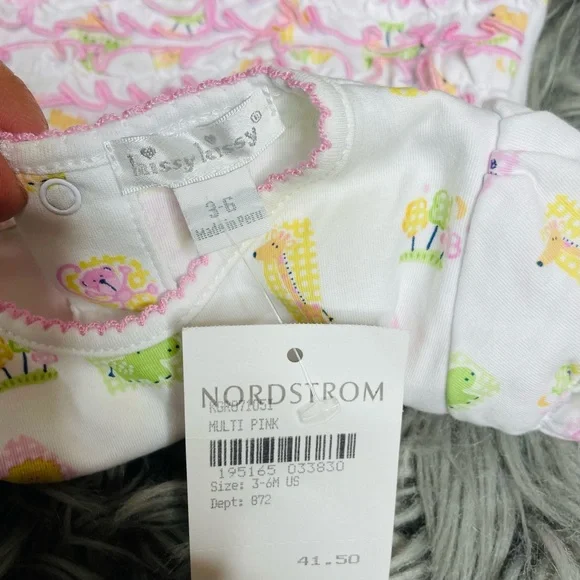 kissy kissy®
3-6
Made in Peru
NORDSTROM
KGR07105I
MULTI PINK
195165 033830
Size: 3-6M US
Dept: 872
41.50